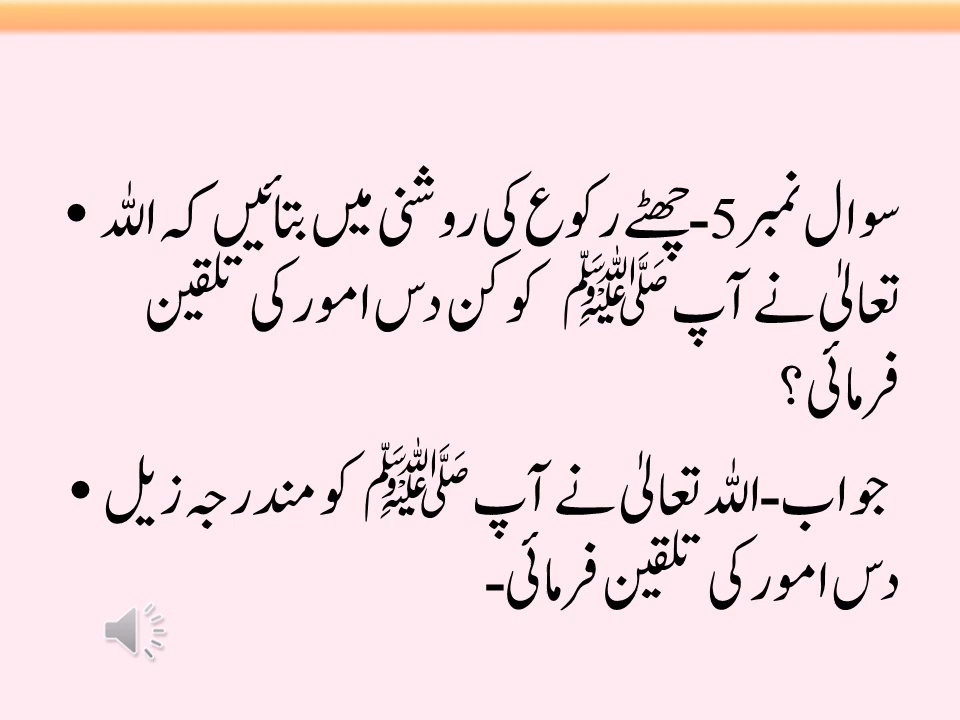 • سوال نمبر 5-چھٹے رکوع کی روشنی میں بتائیں کہ اللہ
تعالیٰ نے آپ ﷺ کو کن دس امور کی تلقین
فرمائی؟
• جواب-اللہ تعالیٰ نے آپ ﷺ کو مندرجہ زیل
دس امور کی تلقین فرمائی-